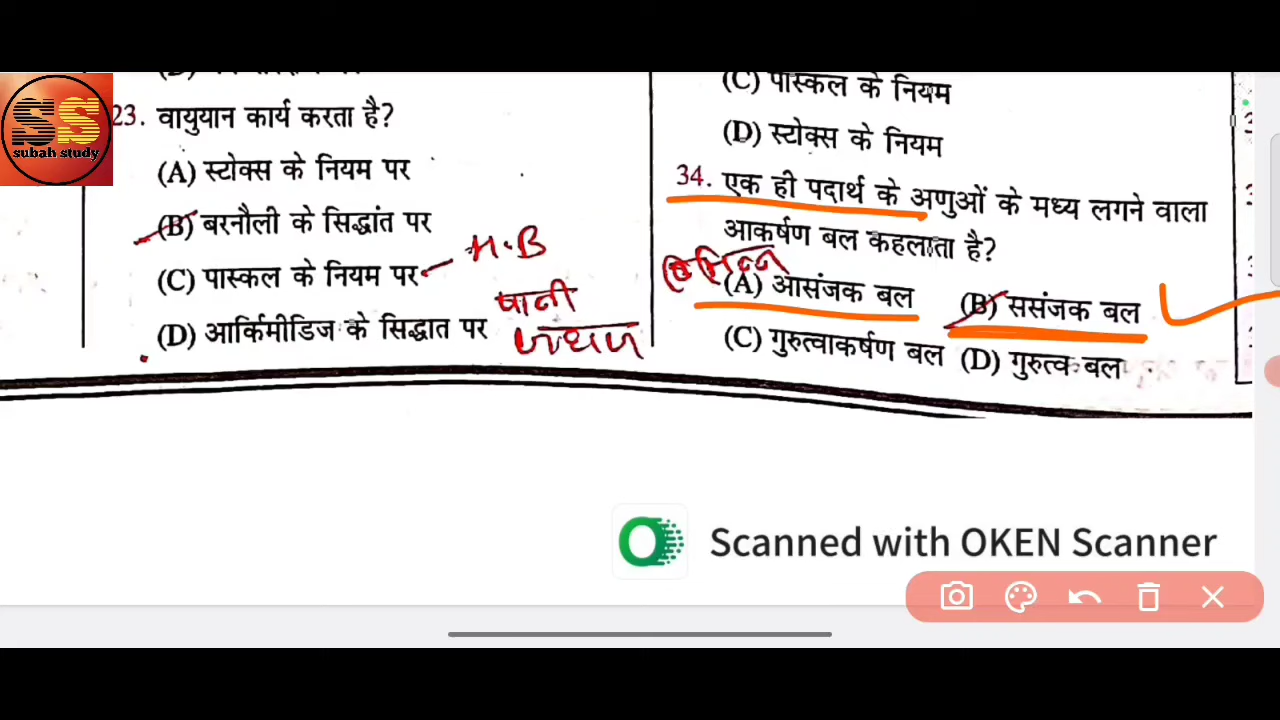 SS
subah study
23. वायुयान कार्य करता है?
(A) स्टोक्स के नियम पर
(B) बरनौली के सिद्धांत पर
(C) पास्कल के नियम पर
H.B
(D) आर्किमीडिज के सिद्धात पर
पानी
(C) पास्कल के नियम
(D) स्टोक्स के नियम
34. एक ही पदार्थ के अणुओं के मध्य लगने वाला
आकर्षण बल कहलाता है?
(A) आसंजक बल (B) ससंजक बल
(C) गुरुत्वाकर्षण बल (D) गुरुत्व बल
Scanned with OKEN Scanner